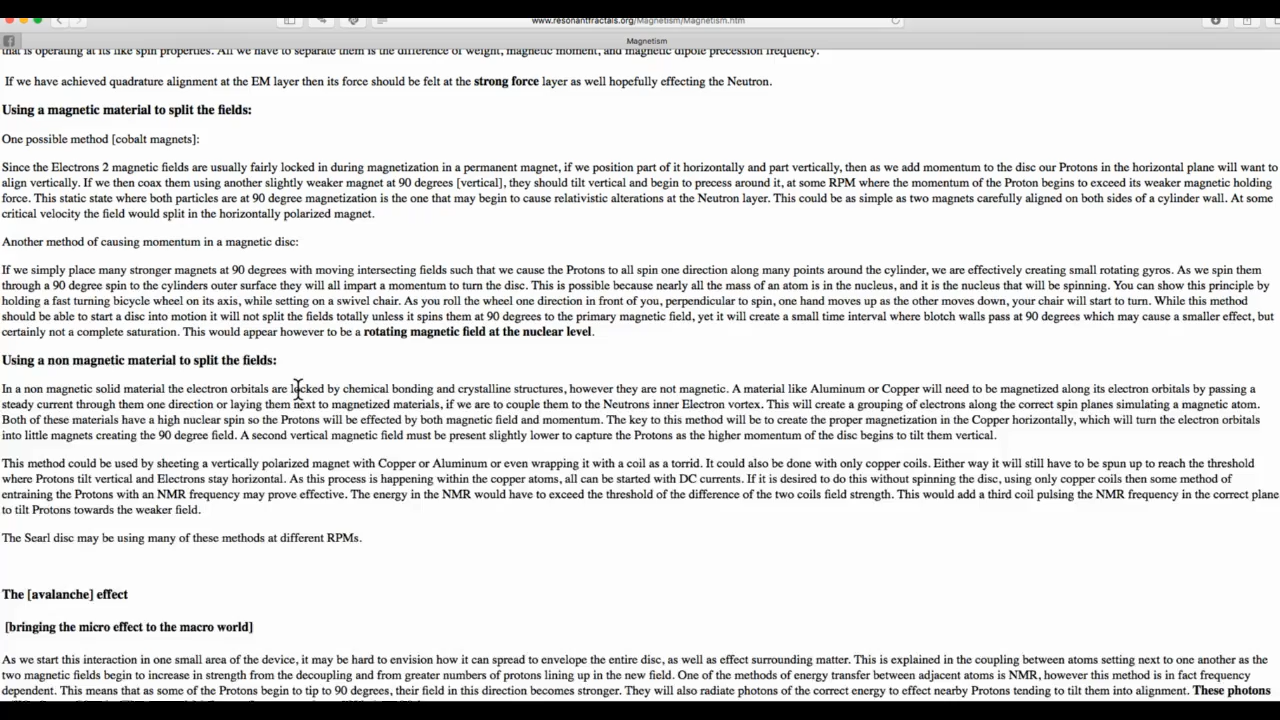 www.resonantfractals.org/Magnetism/Magnetism.htm
Magnetism
that is operating at its like spin properties. All we have to separate them is the difference of weight, magnetic moment, and magnetic dipole precession frequency.
If we have achieved quadrature alignment at the EM layer then its force should be felt at the strong force layer as well hopefully effecting the Neutron.
Using a magnetic material to split the fields:
One possible method [cobalt magnets]:
Since the Electrons 2 magnetic fields are usually fairly locked in during magnetization in a permanent magnet, if we position part of it horizontally and part vertically, then as we add momentum to the disc our Protons in the horizontal plane will want to
align vertically. If we then coax them using another slightly weaker magnet at 90 degrees [vertical], they should tilt vertical and begin to precess around it, at some RPM where the momentum of the Proton begins to exceed its weaker magnetic holding
force. This static state where both particles are at 90 degree magnetization is the one that may begin to cause relativistic alterations at the Neutron layer. This could be as simple as two magnets carefully aligned on both sides of a cylinder wall. At some
critical velocity the field would split in the horizontally polarized magnet.
Another method of causing momentum in a magnetic disc:
If we simply place many stronger magnets at 90 degrees with moving intersecting fields such that we cause the Protons to all spin one direction along many points around the cylinder, we are effectively creating small rotating gyros. As we spin them
through a 90 degree spin to the cylinders outer surface they will all impart a momentum to turn the disc. This is possible because nearly all the mass of an atom is in the nucleus, and it is the nucleus that will be spinning. You can show this principle by
holding a fast turning bicycle wheel on its axis, while setting on a swivel chair. As you roll the wheel one direction in front of you, perpendicular to spin, one hand moves up as the other moves down, your chair will start to turn. While this method
should be able to start a disc into motion it will not split the fields totally unless it spins them at 90 degrees to the primary magnetic field, yet it will create a small time interval where blotch walls pass at 90 degrees which may cause a smaller effect, but
certainly not a complete saturation. This would appear however to be a rotating magnetic field at the nuclear level.
Using a non magnetic material to split the fields:
In a non magnetic solid material the electron orbitals are locked by chemical bonding and crystalline structures, however they are not magnetic. A material like Aluminum or Copper will need to be magnetized along its electron orbitals by passing a
steady current through them one direction or laying them next to magnetized materials, if we are to couple them to the Neutrons inner Electron vortex. This will create a grouping of electrons along the correct spin planes simulating a magnetic atom.
Both of these materials have a high nuclear spin so the Protons will be effected by both magnetic field and momentum. The key to this method will be to create the proper magnetization in the Copper horizontally, which will turn the electron orbitals
into little magnets creating the 90 degree field. A second vertical magnetic field must be present slightly lower to capture the Protons as the higher momentum of the disc begins to tilt them vertical.
This method could be used by sheeting a vertically polarized magnet with Copper or Aluminum or even wrapping it with a coil as a torrid. It could also be done with only copper coils. Either way it will still have to be spun up to reach the threshold
where Protons tilt vertical and Electrons stay horizontal. As this process is happening within the copper atoms, all can be started with DC currents. If it is desired to do this without spinning the disc, using only copper coils then some method of
entraining the Protons with an NMR frequency may prove effective. The energy in the NMR would have to exceed the threshold of the difference of the two coils field strength. This would add a third coil pulsing the NMR frequency in the correct plane
to tilt Protons towards the weaker field.
The Searl disc may be using many of these methods at different RPMs.
The [avalanche] effect
[bringing the micro effect to the macro world]
As we start this interaction in one small area of the device, it may be hard to envision how it can spread to envelope the entire disc, as well as effect surrounding matter. This is explained in the coupling between atoms setting next to one another as the
two magnetic fields begin to increase in strength from the decoupling and from greater numbers of protons lining up in the new field. One of the methods of energy transfer between adjacent atoms is NMR, however this method is in fact frequency
dependent. This means that as some of the Protons begin to tip to 90 degrees, their field in this direction becomes stronger. They will also radiate photons of the correct energy to effect nearby Protons tending to tilt them into alignment. These photons